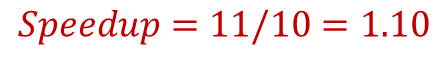 Speedup = 11/10 = 1.10